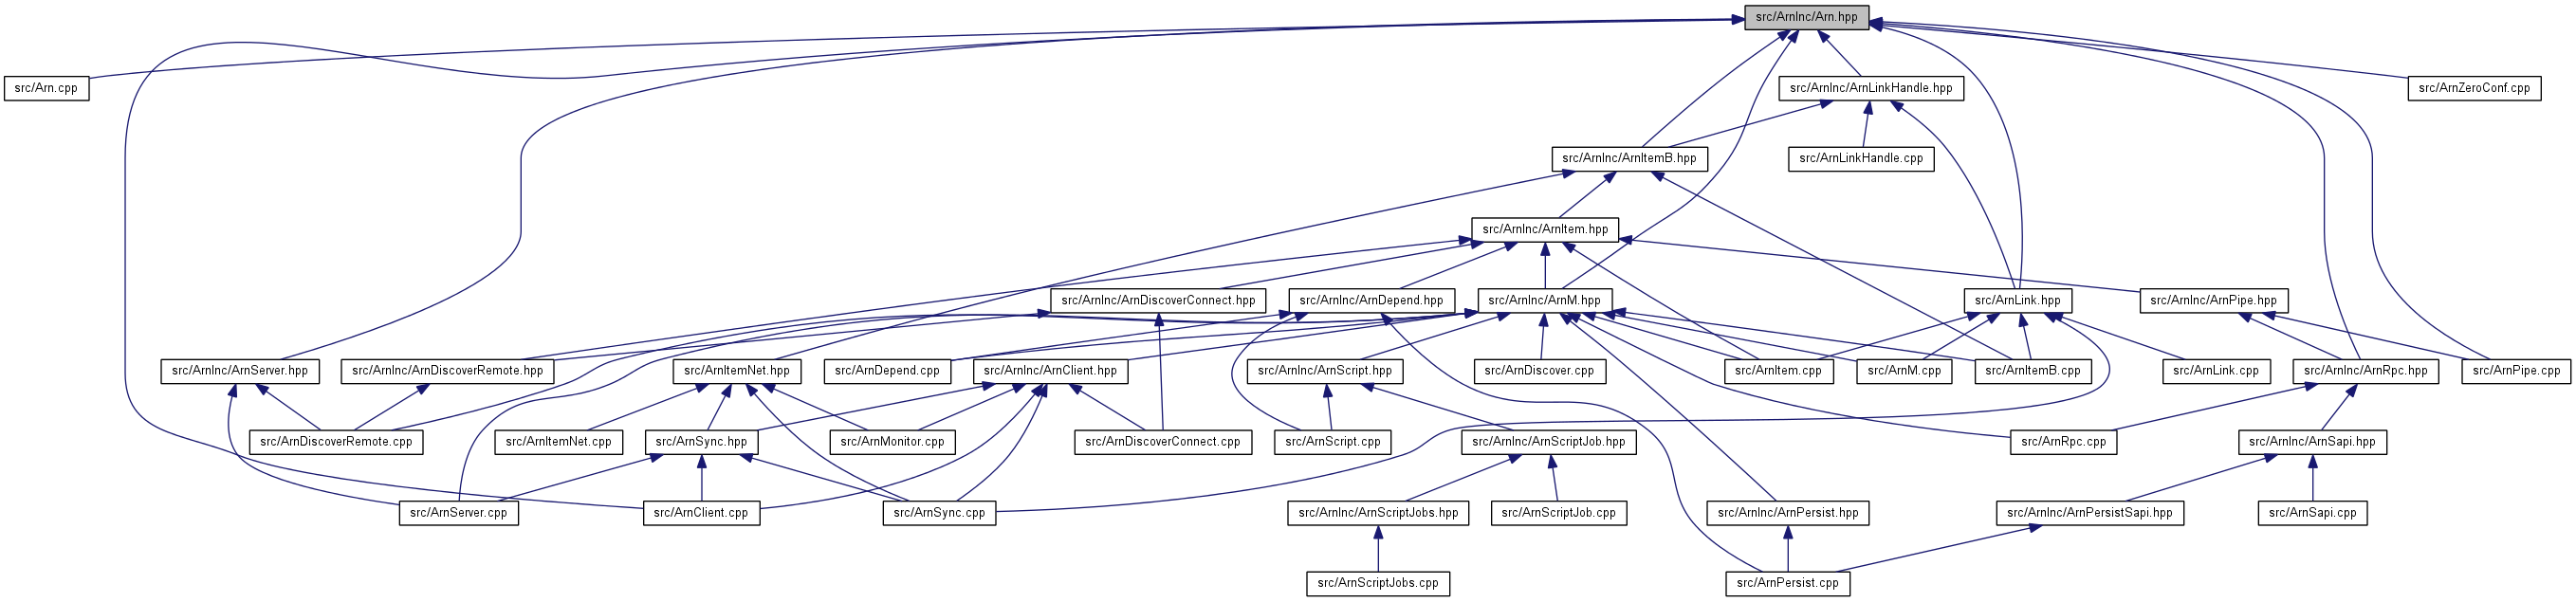 src/ArnInc/Arn.hpp
src/Arn.cpp
src/ArnInc/ArnLinkHandle.hpp
src/ArnZeroConf.cpp
src/ArnInc/ArnItemB.hpp
src/ArnLinkHandle.cpp
src/ArnInc/ArnItem.hpp
src/ArnInc/ArnDiscoverConnect.hpp
src/ArnInc/ArnDepend.hpp
src/ArnInc/ArnM.hpp
src/ArnLink.hpp
src/ArnInc/ArnPipe.hpp
src/ArnInc/ArnServer.hpp
src/ArnInc/ArnDiscoverRemote.hpp
src/ArnItemNet.hpp
src/ArnDepend.cpp
src/ArnInc/ArnClient.hpp
src/ArnInc/ArnScript.hpp
src/ArnDiscover.cpp
src/ArnItem.cpp
src/ArnM.cpp
src/ArnItemB.cpp
src/ArnLink.cpp
src/ArnInc/ArnRpc.hpp
src/ArnPipe.cpp
src/ArnDiscoverRemote.cpp
src/ArnItemNet.cpp
src/ArnSync.hpp
src/ArnMonitor.cpp
src/ArnDiscoverConnect.cpp
src/ArnScript.cpp
src/ArnInc/ArnScriptJob.hpp
src/ArnRpc.cpp
src/ArnInc/ArnSapi.hpp
src/ArnServer.cpp
src/ArnClient.cpp
src/ArnSync.cpp
src/ArnInc/ArnScriptJobs.hpp
src/ArnScriptJob.cpp
src/ArnInc/ArnPersist.hpp
src/ArnInc/ArnPersistSapi.hpp
src/ArnSapi.cpp
src/ArnScriptJobs.cpp
src/ArnPersist.cpp